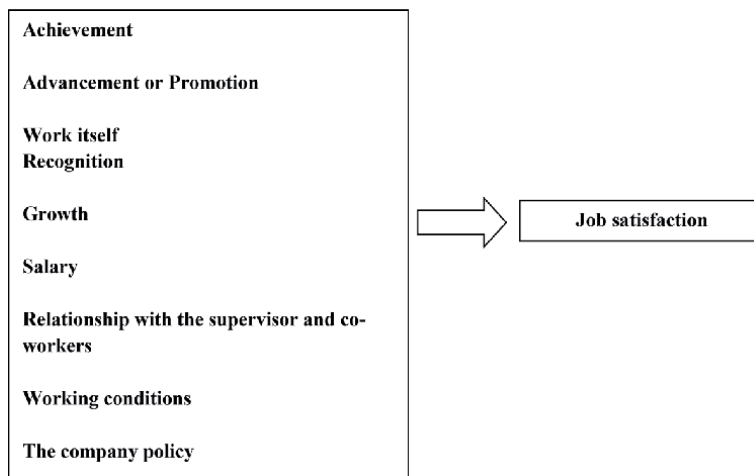 Achievement
Advancement or Promotion
Work itself
Recognition
Growth
Salary
Relationship with the supervisor and co-
workers
Working conditions
The company policy
Job satisfaction